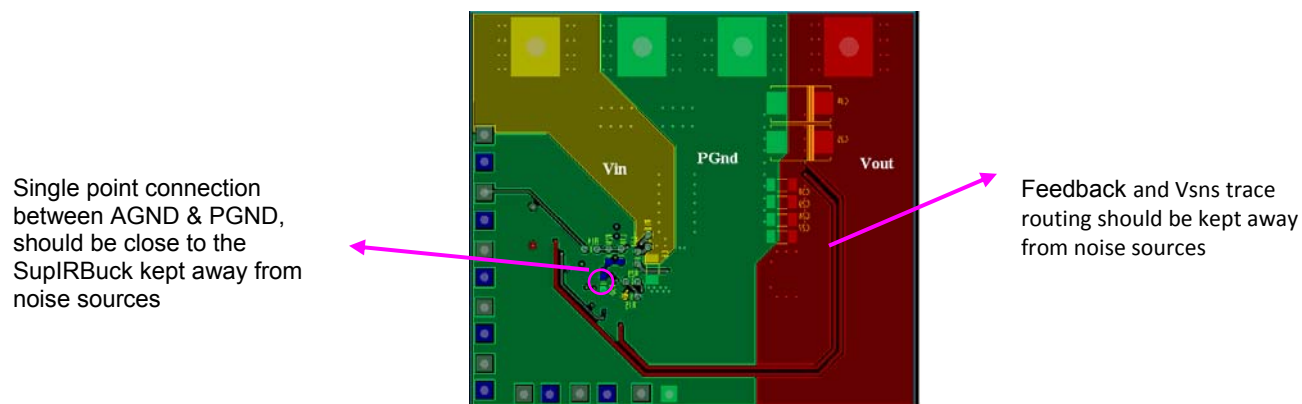 Single point connection
between AGND & PGND,
should be close to the
SupIRBuck kept away from
noise sources
Vin
PGnd
Vout
Feedback and Vsns trace
routing should be kept away
from noise sources